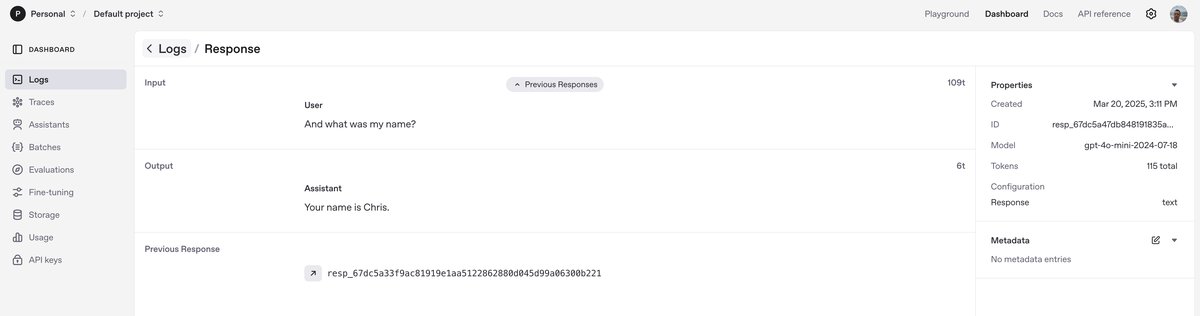 P Personal / Default project
Playground Dashboard Docs API reference
DASHBOARD
Logs
Traces
Assistants
Batches
Evaluations
Fine-tuning
Storage
Usage
API keys
Logs / Response
Input Previous Responses 109t
User
And what was my name?
Output 6t
Assistant
Your name is Chris.
Previous Response
resp_67dc5a33f9ac81919e1aa5122862880d045d99a06300b221
Properties
Created Mar 20, 2025, 3:11 PM
ID resp_67dc5a47db848191835a...
Model gpt-4o-mini-2024-07-18
Tokens 115 total
Configuration
Response text
Metadata
No metadata entries